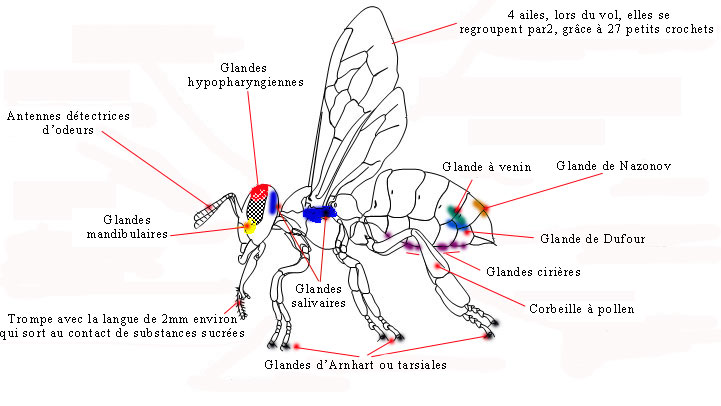 4 ailes, lors du vol, elles se
regroupent par2, grâce à 27 petits crochets
Glandes
hypopharyngiennes
Antennes détectrices
d'odeurs
Glande à venin
Glande de Nazonov
Glandes
mandibulaires
Glande de Dufour
Glandes cirières
Glandes
salivaires
Corbeille à pollen
Trompe avec la langue de 2mm environ
qui sort au contact de substances sucrées
Glandes d'Arnhart ou tarsiales